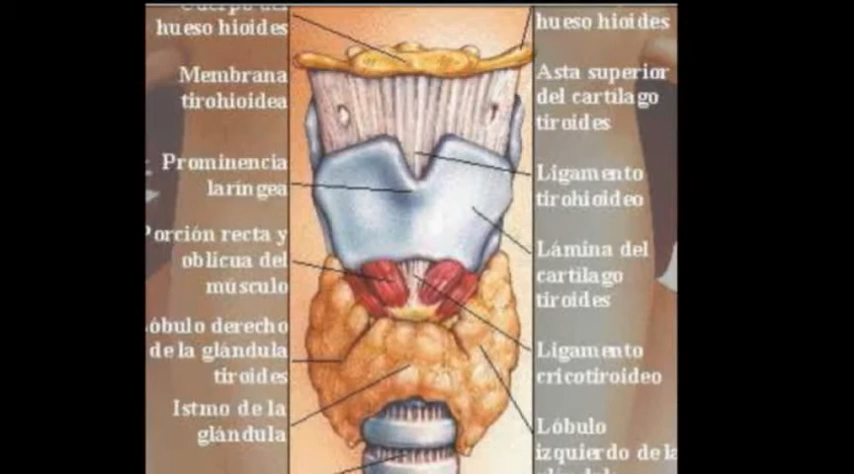 hueso hioides
Membrana
tirohioidea
Prominencia
laríngea
Porción recta y
oblicua del
músculo
óbulo derecho
de la glándula
tiroides
Istmo de la
glándula
hueso hioides
Asta superior
del cartílago
tiroides
Ligamento
tirohioideo
Lámina del
cartílago
tiroides
Ligamento
cricotiroideo
Lóbulo
izquierdo de la